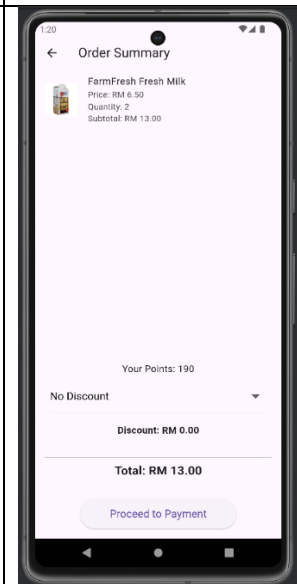 1:20
Order Summary
FarmFresh Fresh Milk
Price: RM 6.50
Quantity: 2
Subtotal: RM 13.00
Your Points: 190
No Discount
Discount: RM 0.00
Total: RM 13.00
Proceed to Payment